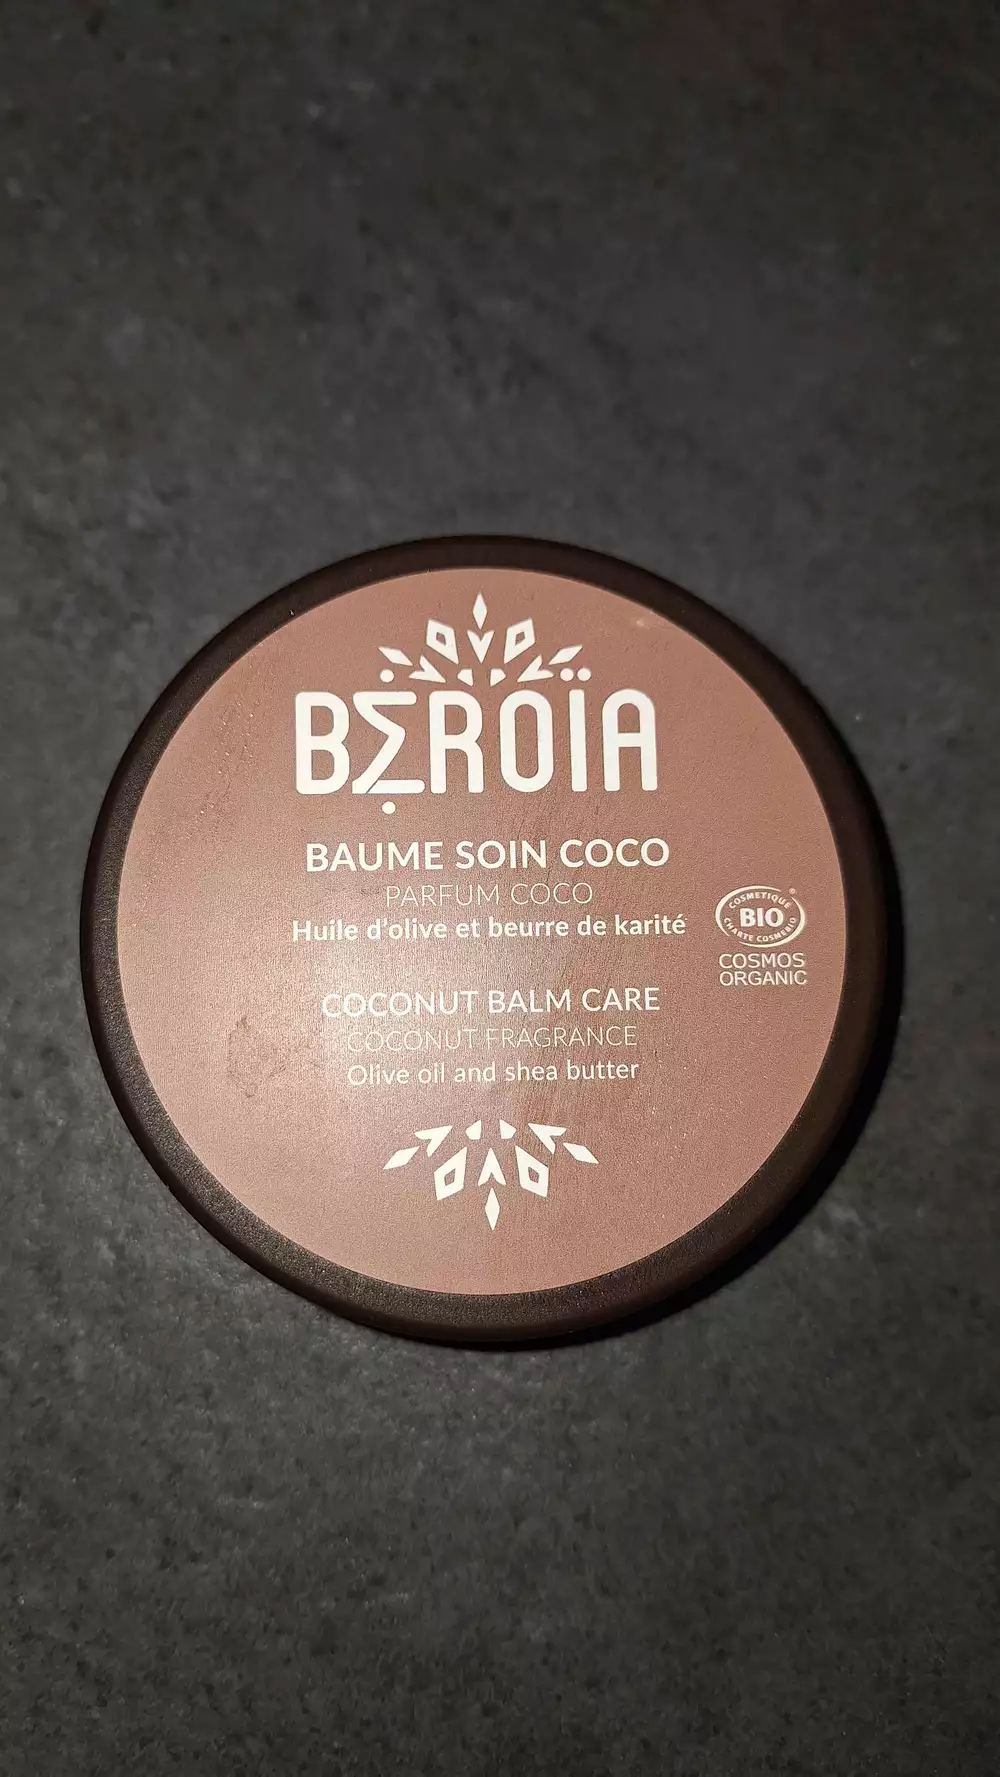 BEROÏA
BAUME SOIN COCO
PARFUM COCO
Huile d'olive et beurre de karité
COSMETIQUE
BIO
CHARTE COSMEBIO
COSMOS
ORGANIC
COCONUT BALM CARE
COCONUT FRAGRANCE
Olive oil and shea butter